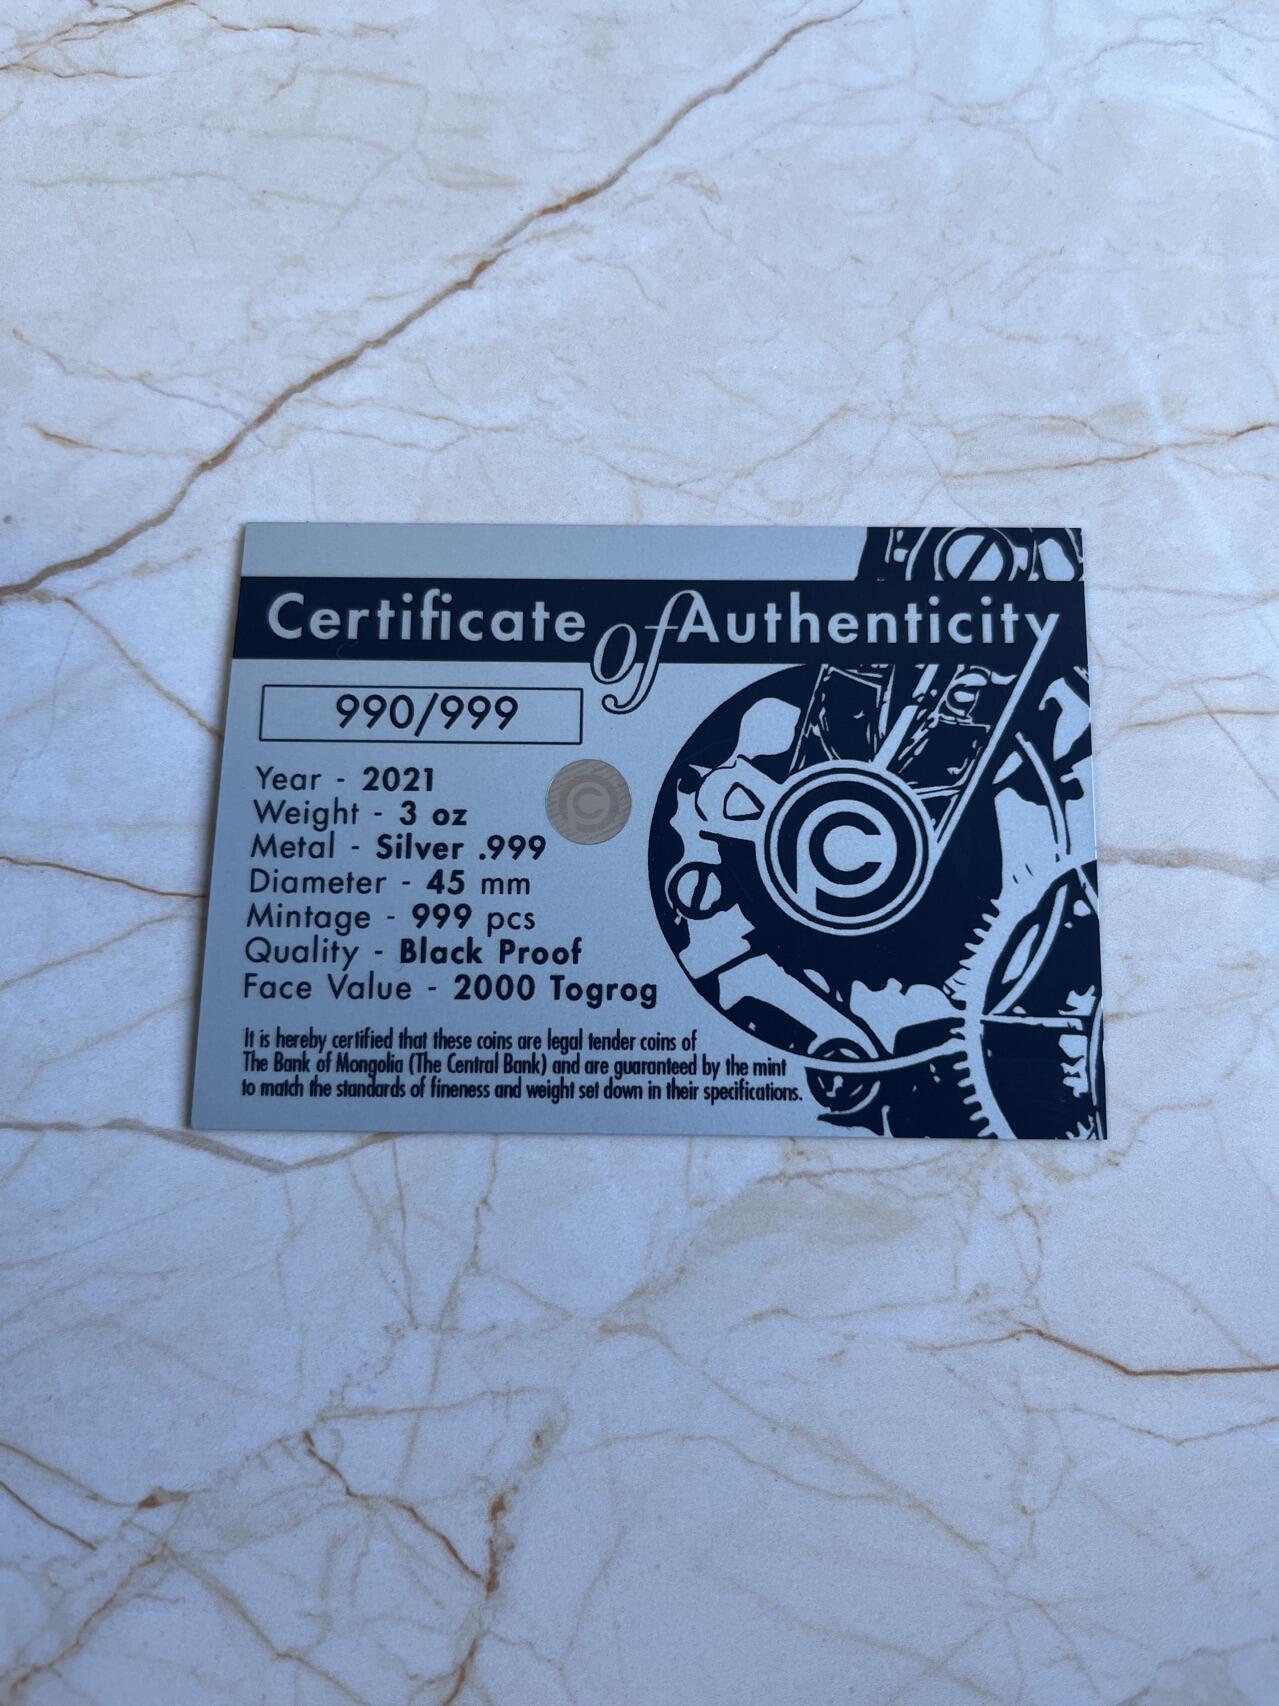 Certificate of Authenticity
990/999
Year - 2021
Weight - 3 oz
Metal - Silver .999
Diameter - 45 mm
Mintage - 999 pcs
Quality - Black Proof
Face Value - 2000 Togrog
It is hereby certified that these coins are legal tender coins of
The Bank of Mongolia (The Central Bank) and are guaranteed by the mint
to match the standards of fineness and weight set down in their specifications.